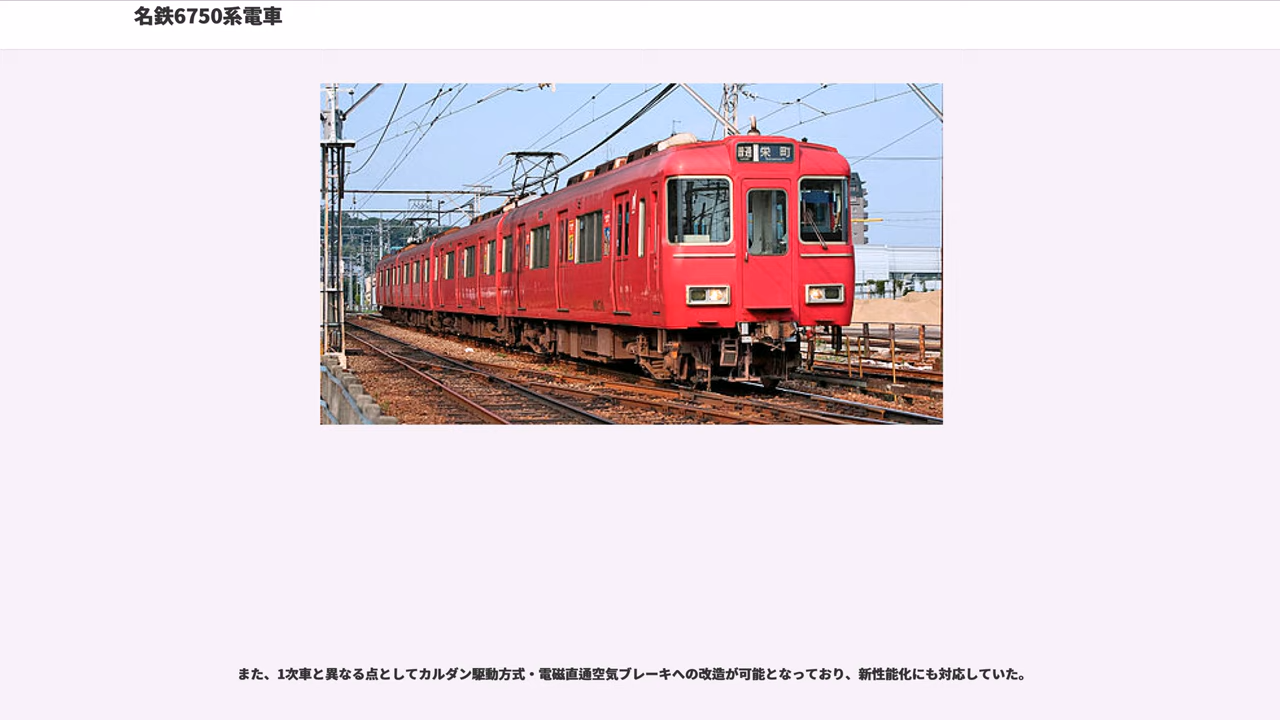 名鉄6750系電車
普通 栄町
また、1次車と異なる点としてカルダン駆動方式・電磁直通空気ブレーキへの改造が可能となっており、新性能化にも対応していた。